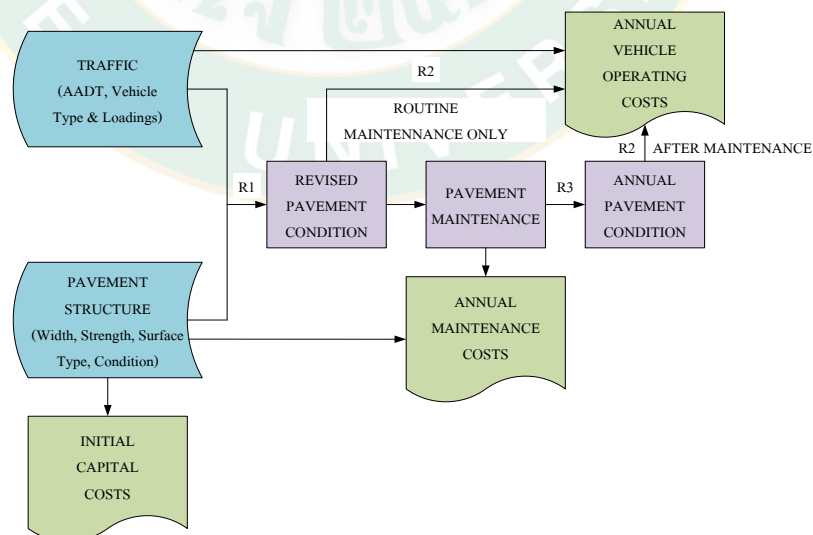 ANNUAL
VEHICLE
OPERATING
COSTS
TRAFFIC
(AADT, Vehicle
Type & Loadings)
R2
ROUTINE
MAINTENNANCE ONLY
R2 AFTER MAINTENANCE
R1
REVISED
PAVEMENT
CONDITION
PAVEMENT
MAINTENANCE
R3
ANNUAL
PAVEMENT
CONDITION
PAVEMENT
STRUCTURE
(Width, Strength, Surface
Type, Condition)
ANNUAL
MAINTENANCE
COSTS
INITIAL
CAPITAL
COSTS